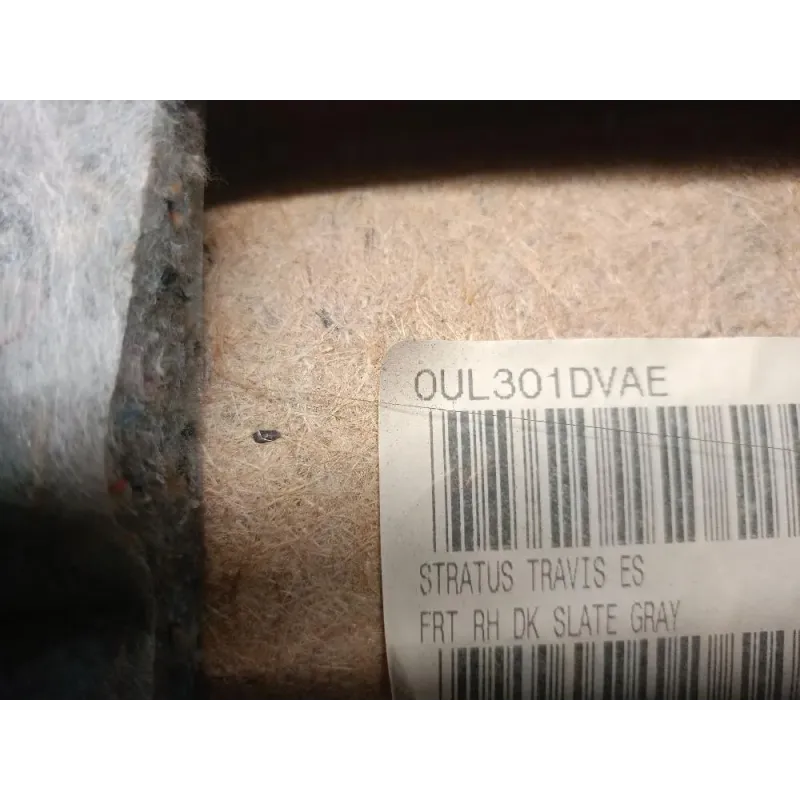 0UL301DVAE
STRATUS TRAVIS ES
FRT RH DK SLATE GRAY